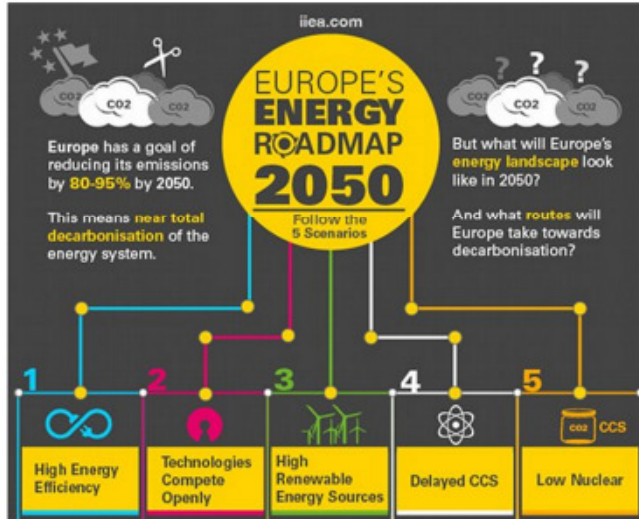 iiea.com
CO2
CO2
CO2
Europe has a goal of
reducing its emissions
by 80-95% by 2050.
This means near total
decarbonisation of the
energy system.
EUROPE'S
ENERGY
ROADMAP
2050
Follow the
5 Scenarios
? ? ?
CO2
CO2
CO2
But what will Europe's
energy landscape look
like in 2050?
And what routes will
Europe take towards
decarbonisation?
1
High Energy
Efficiency
2
Technologies
Compete
Openly
3
High
Renewable
Energy Sources
4
Delayed CCS
5
CO2 CCS
Low Nuclear